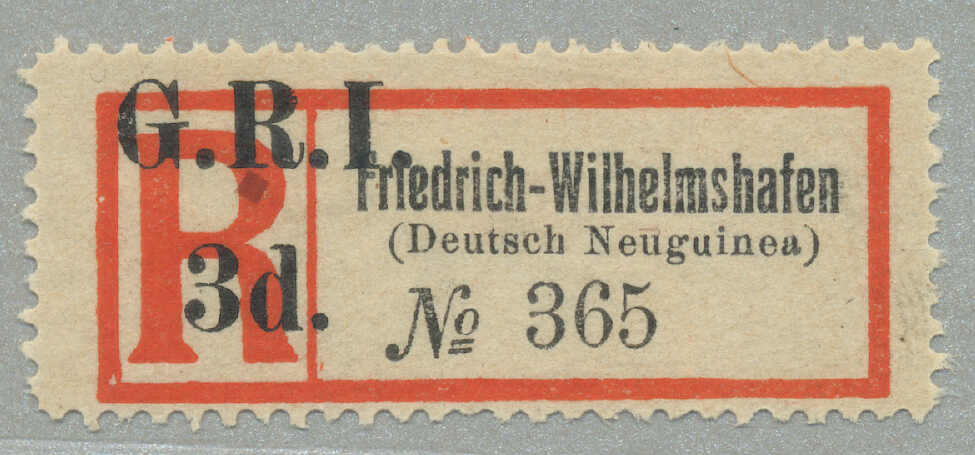 G.R.I.
3d.
R
Friedrich-Wilhelmshafen
(Deutsch Neuguinea)
№ 365